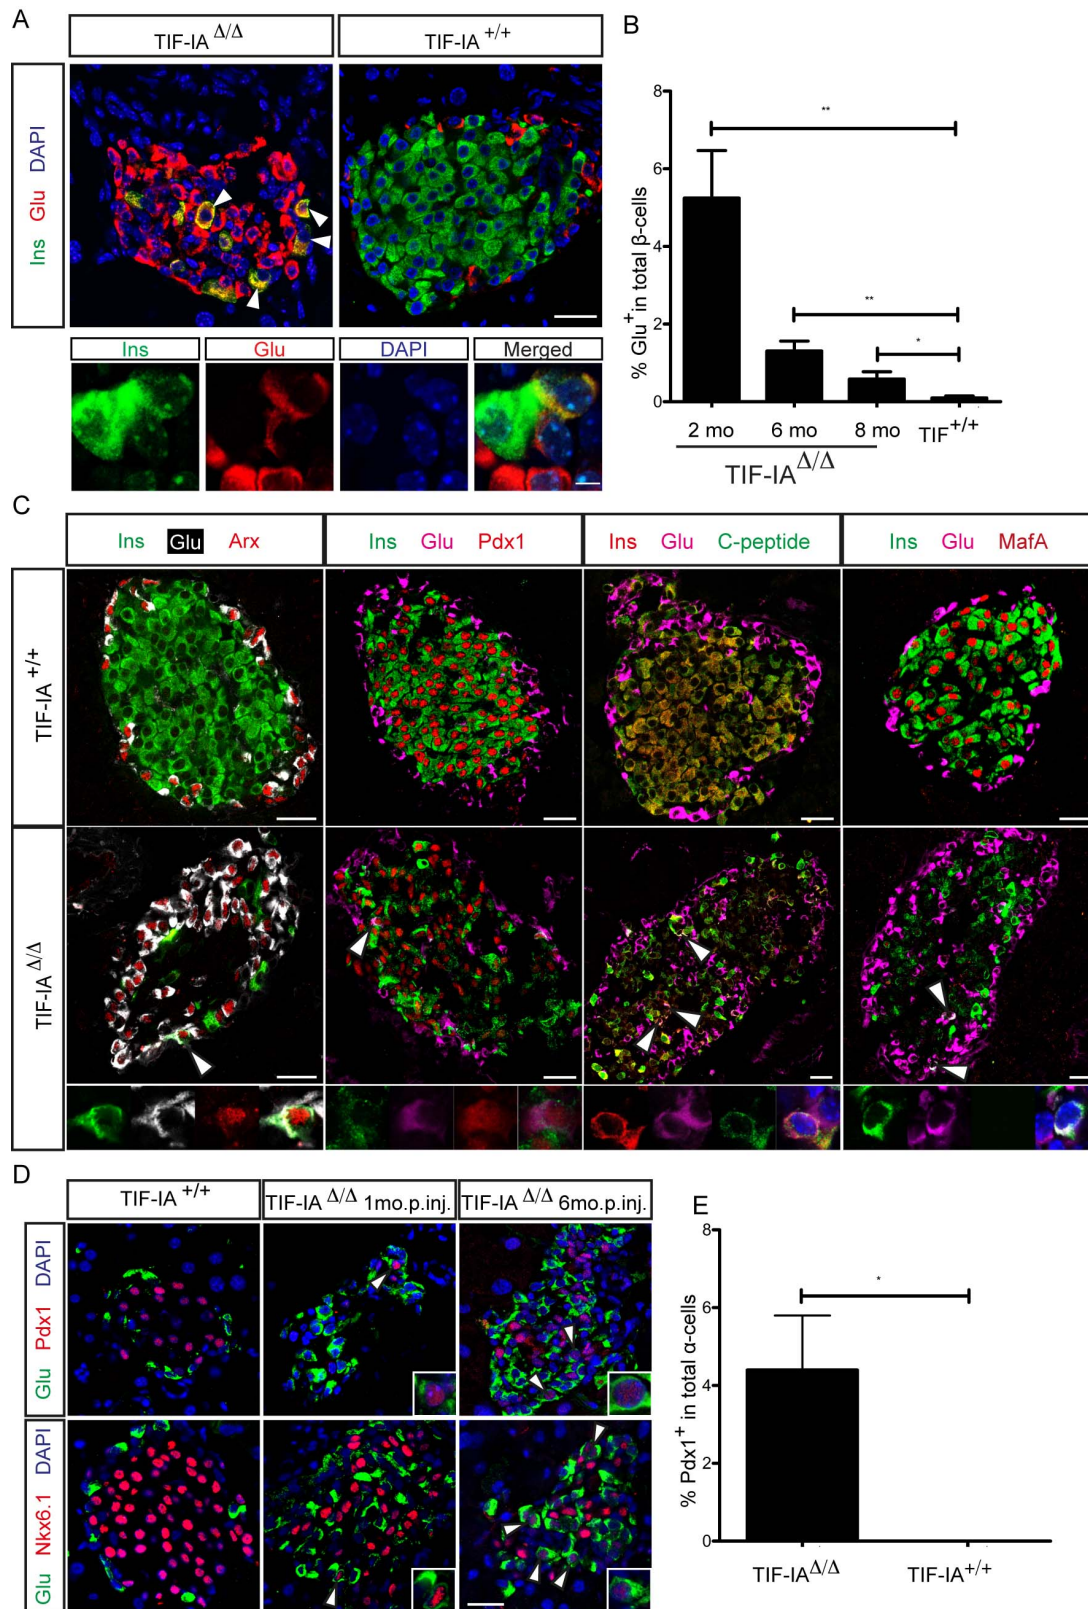 A
TIF-IA Δ/Δ
TIF-IA +/+
Ins Glu DAPI
Ins
Glu
DAPI
Merged
B
% Glu+ in total β-cells
8
6
4
2
0
**
**
*
2 mo
6 mo
8 mo
TIF+/+
TIF-IA Δ/Δ
C
Ins Glu Arx
Ins Glu Pdx1
Ins Glu C-peptide
Ins Glu MafA
TIF-IA +/+
TIF-IA Δ/Δ
D
TIF-IA +/+
TIF-IA Δ/Δ 1mo.p.inj.
TIF-IA Δ/Δ 6mo.p.inj.
Glu Pdx1 DAPI
Glu Nkx6.1 DAPI
E
% Pdx1+ in total α-cells
8
6
4
2
0
*
TIF-IAΔ/Δ
TIF-IA+/+